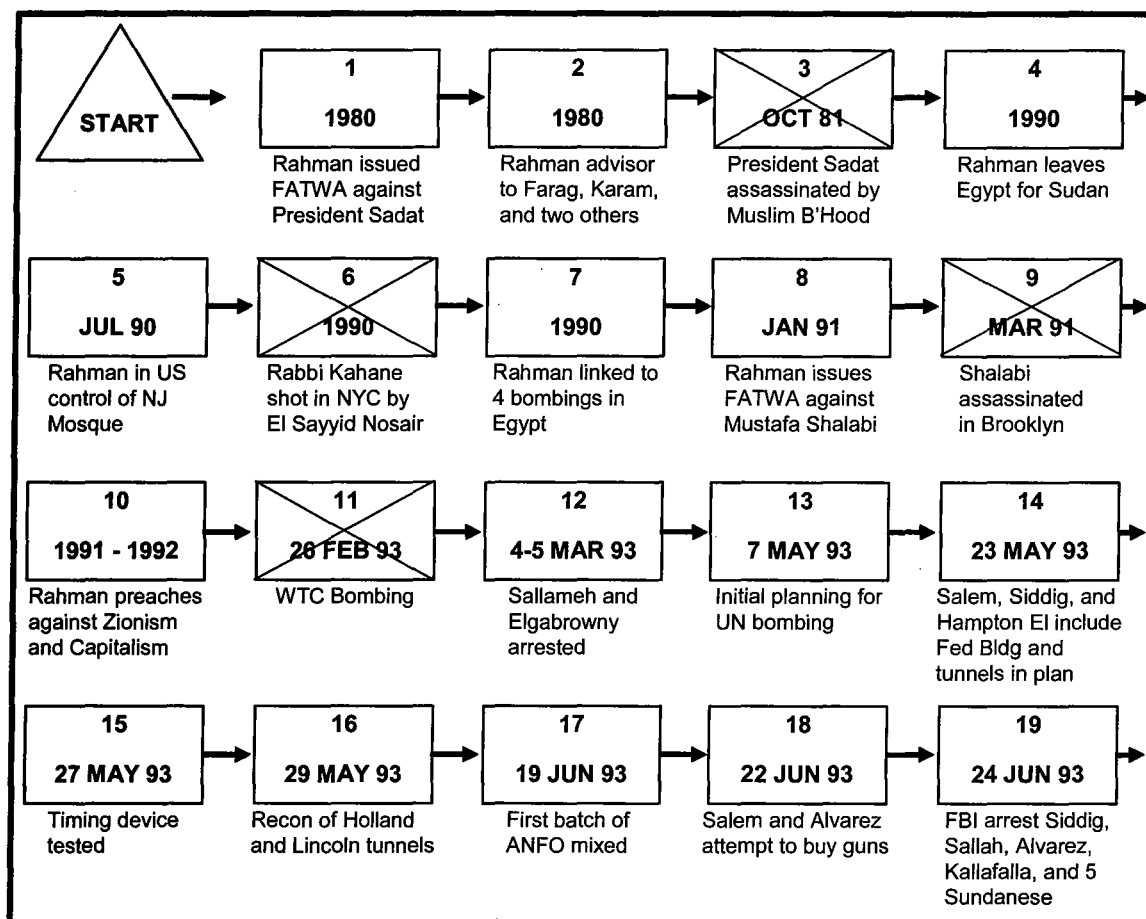 START
1
1980
Rahman issued
FATWA against
President Sadat
2
1980
Rahman advisor
to Farag, Karam,
and two others
3
OCT 81
President Sadat
assassinated by
Muslim B'Hood
4
1990
Rahman leaves
Egypt for Sudan
5
JUL 90
Rahman in US
control of NJ
Mosque
6
1990
Rabbi Kahane
shot in NYC by
El Sayyid Nosair
7
1990
Rahman linked to
4 bombings in
Egypt
8
JAN 91
Rahman issues
FATWA against
Mustafa Shalabi
9
MAR 91
Shalabi
assassinated
in Brooklyn
10
1991 - 1992
Rahman preaches
against Zionism
and Capitalism
11
26 FEB 93
WTC Bombing
12
4-5 MAR 93
Sallameh and
Elgabrowny
arrested
13
7 MAY 93
Initial planning for
UN bombing
14
23 MAY 93
Salem, Siddig, and
Hampton El include
Fed Bldg and
tunnels in plan
15
27 MAY 93
Timing device
tested
16
29 MAY 93
Recon of Holland
and Lincoln tunnels
17
19 JUN 93
First batch of
ANFO mixed
18
22 JUN 93
Salem and Alvarez
attempt to buy guns
19
24 JUN 93
FBI arrest Siddig,
Sallah, Alvarez,
Kallafalla, and 5
Sundanese